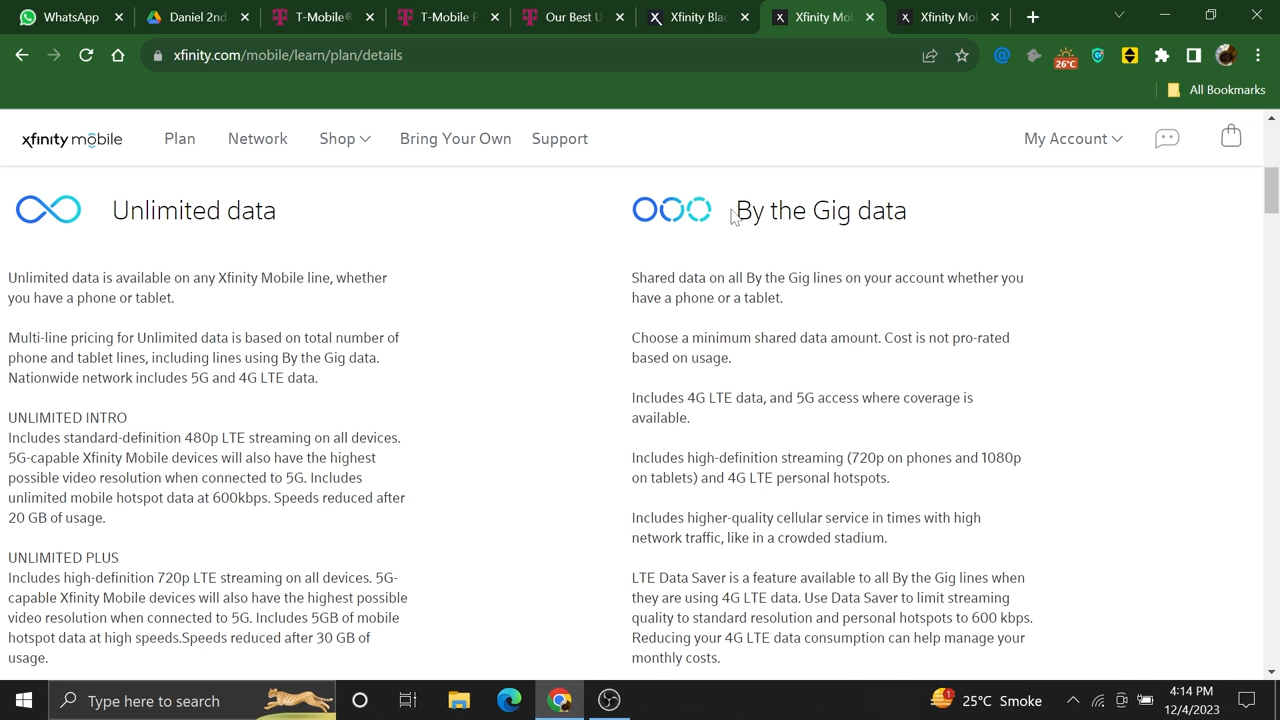 WhatsApp
Daniel 2nd
T-Mobile®
T-Mobile
Our Best U
Xfinity Bla
Xfinity Mo
Xfinity Mo
xfinity.com/mobile/learn/plan/details
26°C
All Bookmarks
xfinity mobile
Plan
Network
Shop
Bring Your Own
Support
My Account
Unlimited data
Unlimited data is available on any Xfinity Mobile line, whether
you have a phone or tablet.
Multi-line pricing for Unlimited data is based on total number of
phone and tablet lines, including lines using By the Gig data.
Nationwide network includes 5G and 4G LTE data.
UNLIMITED INTRO
Includes standard-definition 480p LTE streaming on all devices.
5G-capable Xfinity Mobile devices will also have the highest
possible video resolution when connected to 5G. Includes
unlimited mobile hotspot data at 600kbps. Speeds reduced after
20 GB of usage.
UNLIMITED PLUS
Includes high-definition 720p LTE streaming on all devices. 5G-
capable Xfinity Mobile devices will also have the highest possible
video resolution when connected to 5G. Includes 5GB of mobile
hotspot data at high speeds.Speeds reduced after 30 GB of
usage.
By the Gig data
Shared data on all By the Gig lines on your account whether you
have a phone or a tablet.
Choose a minimum shared data amount. Cost is not pro-rated
based on usage.
Includes 4G LTE data, and 5G access where coverage is
available.
Includes high-definition streaming (720p on phones and 1080p
on tablets) and 4G LTE personal hotspots.
Includes higher-quality cellular service in times with high
network traffic, like in a crowded stadium.
LTE Data Saver is a feature available to all By the Gig lines when
they are using 4G LTE data. Use Data Saver to limit streaming
quality to standard resolution and personal hotspots to 600 kbps.
Reducing your 4G LTE data consumption can help manage your
monthly costs.
Type here to search
1
25°C Smoke
4:14 PM
12/4/2023